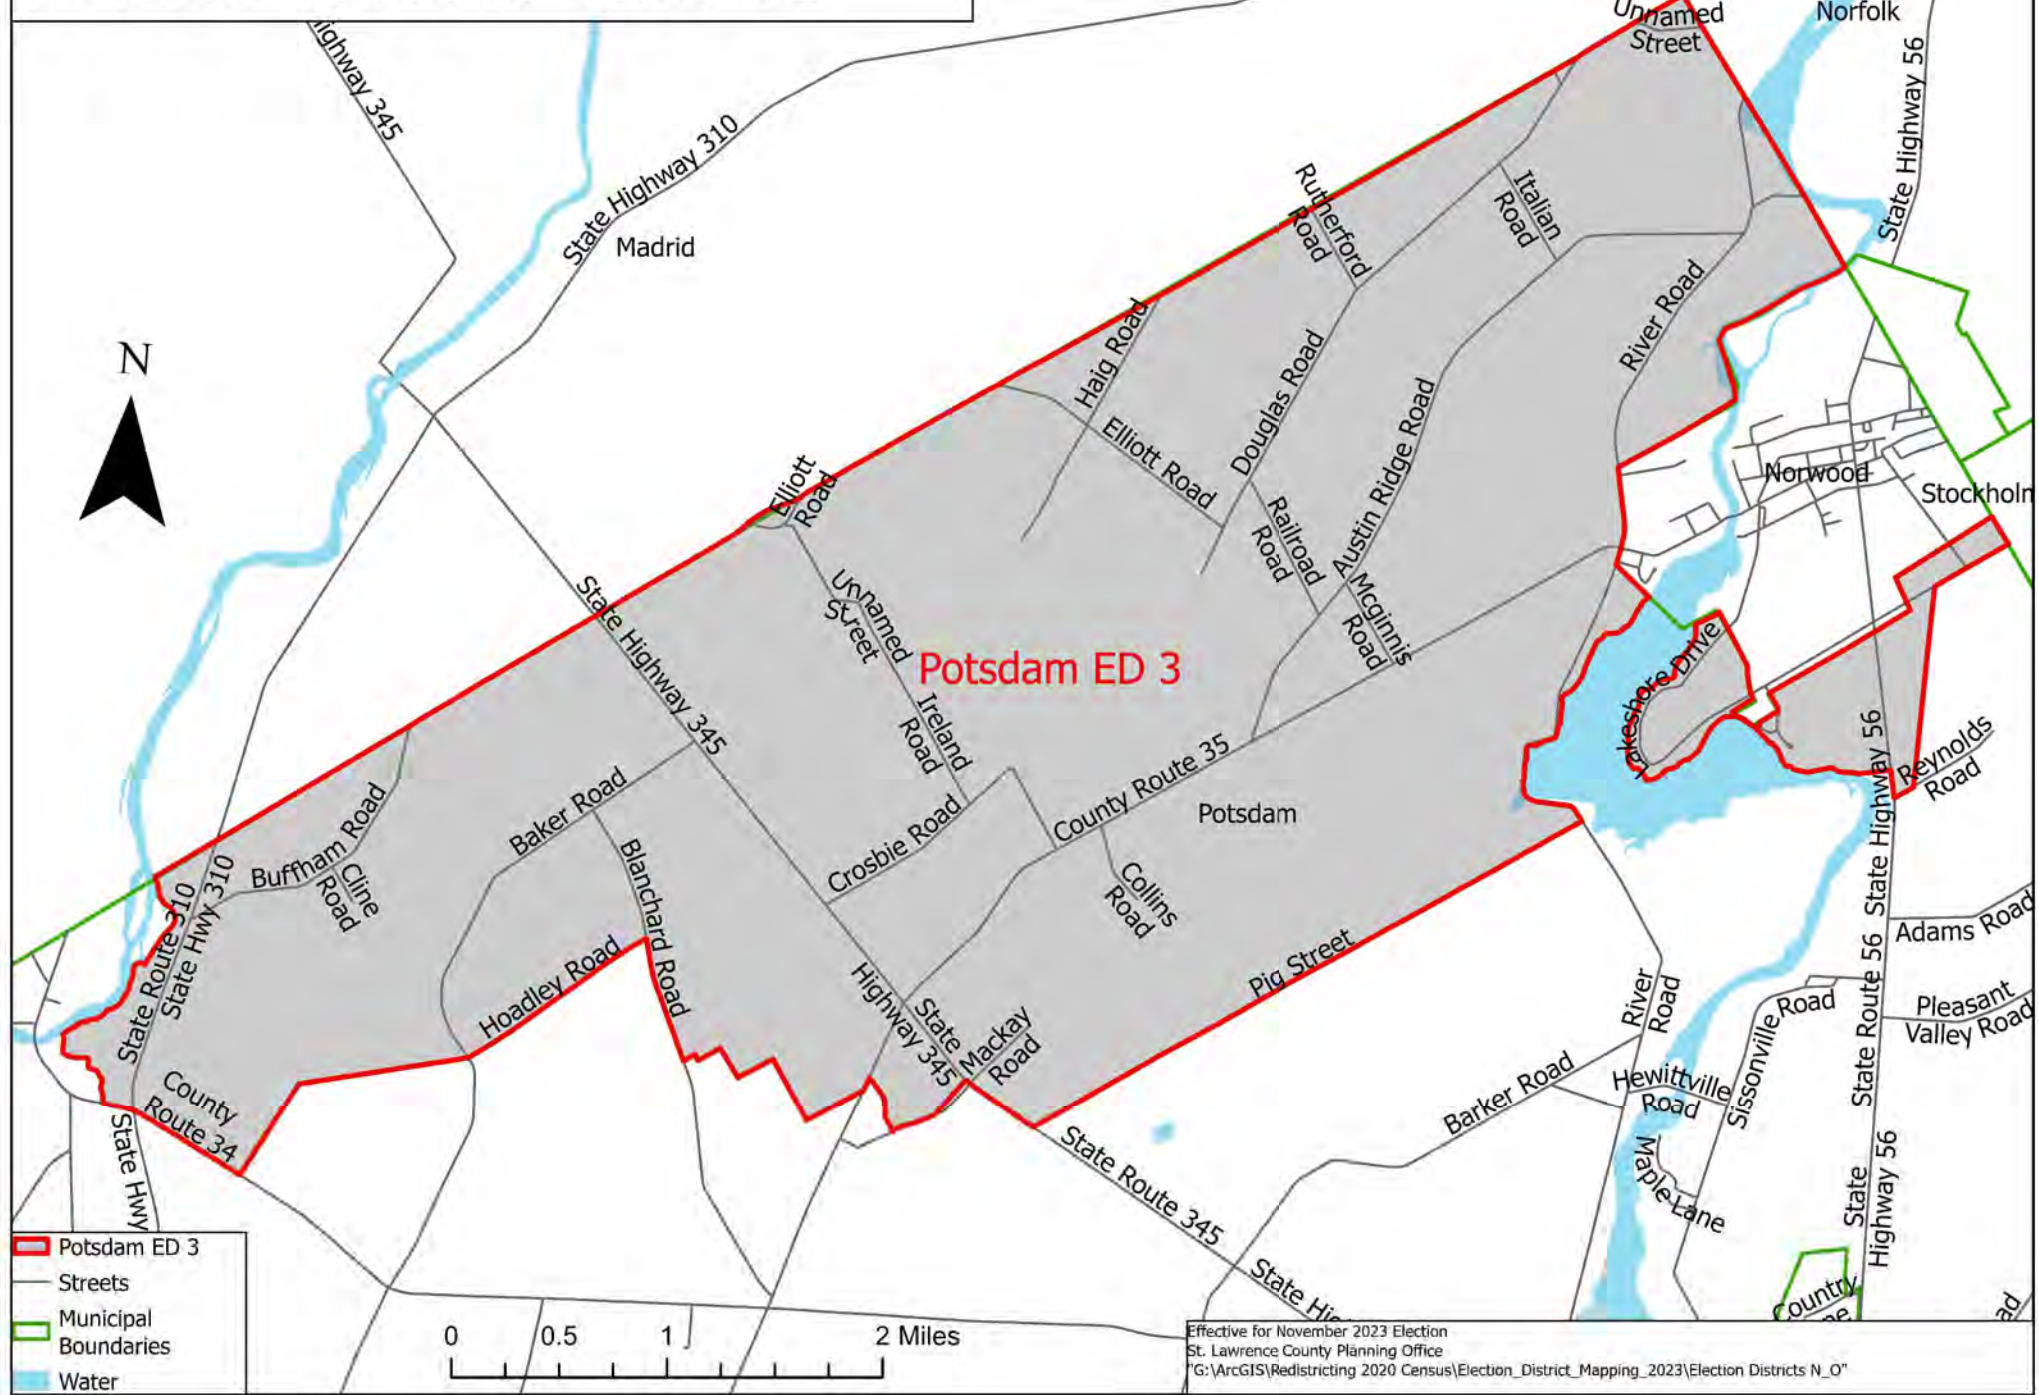 Unnamed
Street
Norfolk
Highway 345
State Highway 310
State Highway 56
Madrid
Rutherford
Road
Italian
Road
N
Haig Road
River Road
Douglas Road
Elliott Road
Austin Ridge Road
Norwood
Elliott
Road
Stockholm
Railroad
Road
State Highway 345
Unnamed
Street
Mcginnis
Road
Potsdam ED 3
Lakeshore Drive
Ireland
Road
County Route 35
Baker Road
State Highway 56
Reynolds
Road
Buffham Road
Cline
Road
Crosbie Road
Potsdam
Blanchard Road
Collins
Road
State Route 310
State Hwy 310
Adams Road
Hoadley Road
Pig Street
State
Highway 345
River
Road
State Route 56
Pleasant
Valley Road
Mackay
Road
Sissonville Road
County
Route 34
Barker Road
Hewittville
Road
State Hwy
State Route 345
Maple Lane
State
Highway 56
State Hig
Country
ne
ad
Potsdam ED 3
Streets
Municipal
Boundaries
Water
0 0.5 1 2 Miles
Effective for November 2023 Election
St. Lawrence County Planning Office
"G:\ArcGIS\Redistricting 2020 Census\Election_District_Mapping_2023\Election Districts N_O"